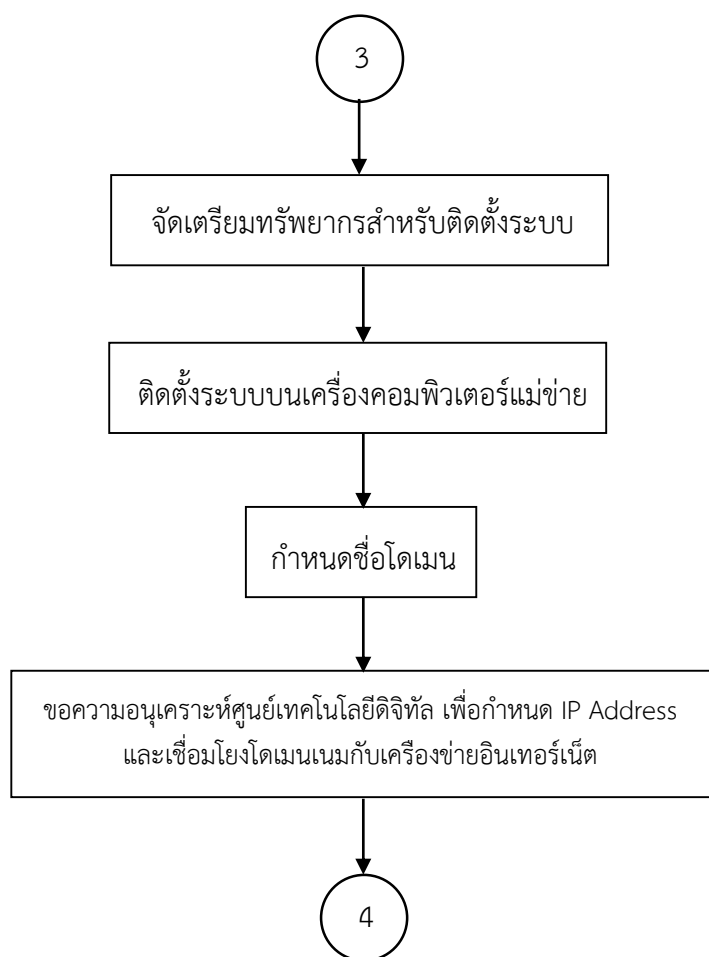 3
จัดเตรียมทรัพยากรสำหรับติดตั้งระบบ
ติดตั้งระบบบนเครื่องคอมพิวเตอร์แม่ข่าย
กำหนดชื่อโดเมน
ขอความอนุเคราะห์ศูนย์เทคโนโลยีดิจิทัล เพื่อกำหนด IP Address
และเชื่อมโยงโดเมนเนมกับเครืองข่ายอินเทอร์เน็ต
4